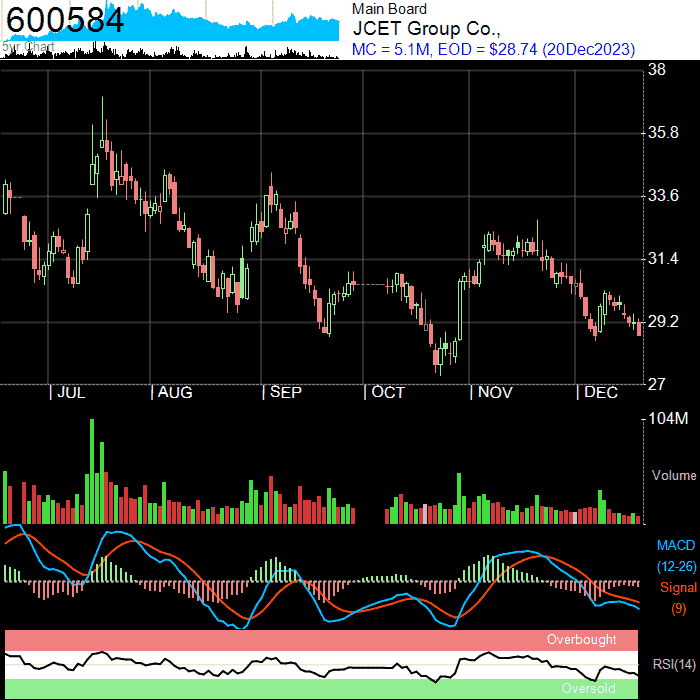 600584
5yr Chart
Main Board
JCET Group Co.,
MC = 5.1M, EOD = $28.74 (20Dec2023)
38
35.8
33.6
31.4
29.2
27
JUL AUG SEP OCT NOV DEC
104M
Volume
MACD
(12-26)
Signal
(9)
Overbought
RSI(14)
Oversold